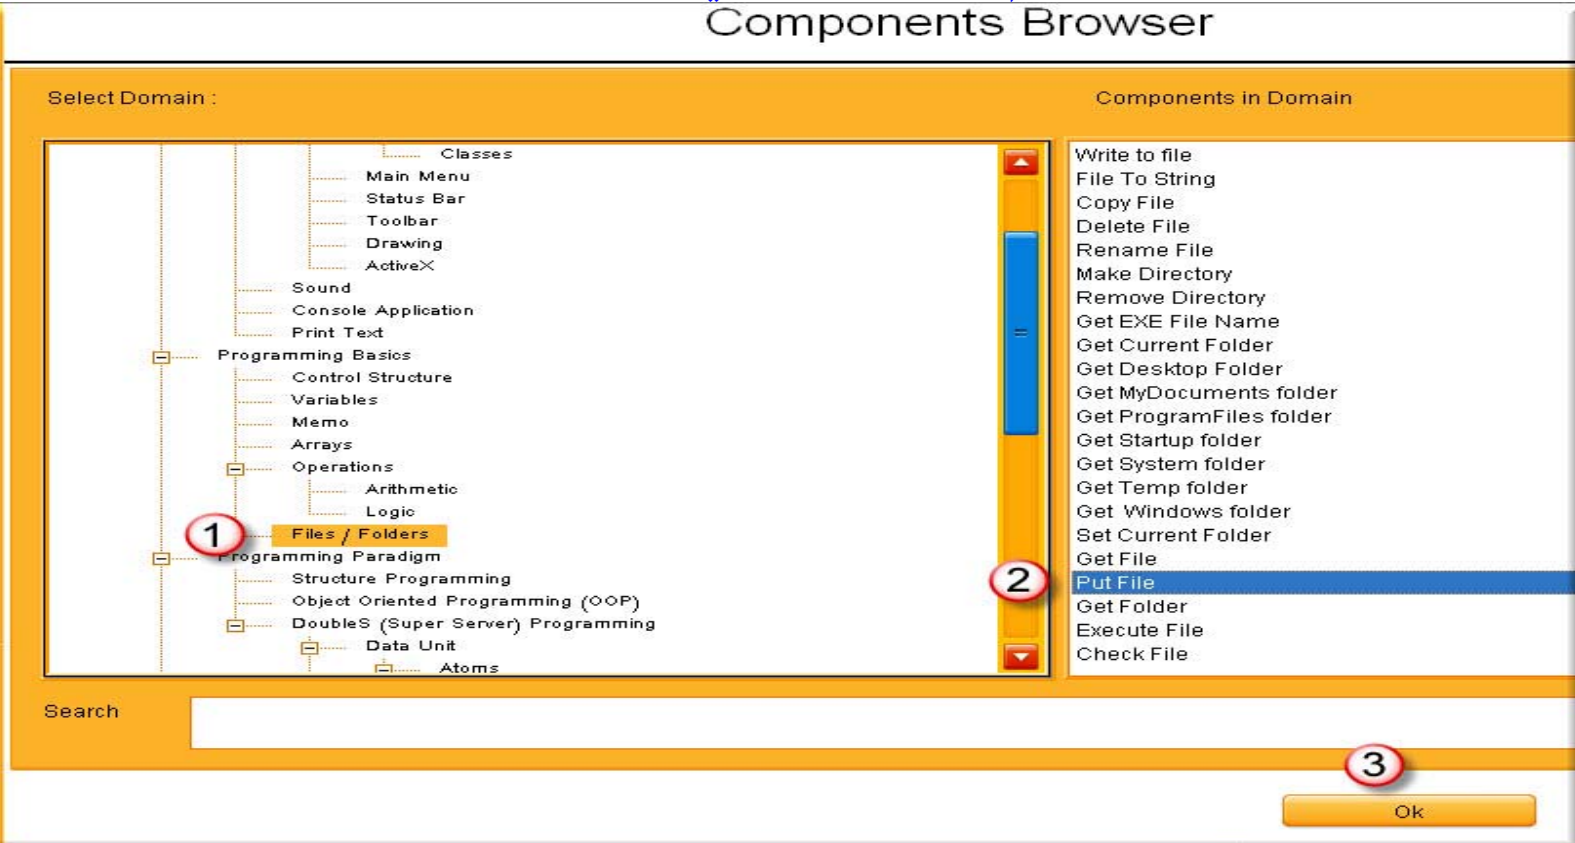 Components Browser
Select Domain :
Components in Domain
Classes
Main Menu
Status Bar
Toolbar
Drawing
ActiveX
Sound
Console Application
Print Text
Programming Basics
Control Structure
Variables
Memo
Arrays
Operations
Arithmetic
Logic
1
Files / Folders
Programming Paradigm
Structure Programming
Object Oriented Programming (OOP)
DoubleS (Super Server) Programming
Data Unit
Atoms
Write to file
File To String
Copy File
Delete File
Rename File
Make Directory
Remove Directory
Get EXE File Name
Get Current Folder
Get Desktop Folder
Get MyDocuments folder
Get ProgramFiles folder
Get Startup folder
Get System folder
Get Temp folder
Get Windows folder
Set Current Folder
Get File
2
Put File
Get Folder
Execute File
Check File
Search
3
Ok